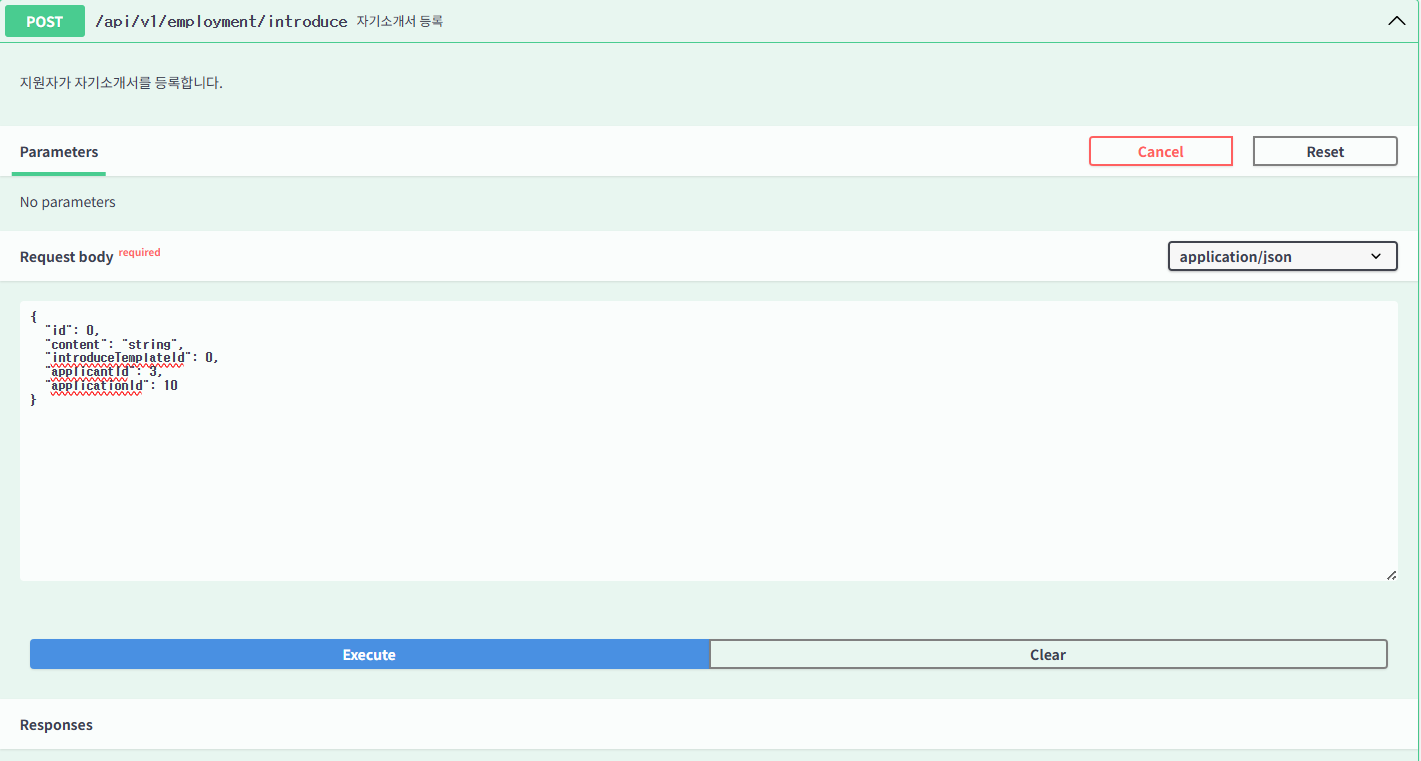 POST /api/v1/employment/introduce 자기소개서 등록
지원자가 자기소개서를 등록합니다.
Parameters Cancel Reset
No parameters
Request body required application/json
{
"id": 0,
"content": "string",
"introduceTemplateId": 0,
"applicantId": 3,
"applicationId": 10
}
Execute Clear
Responses